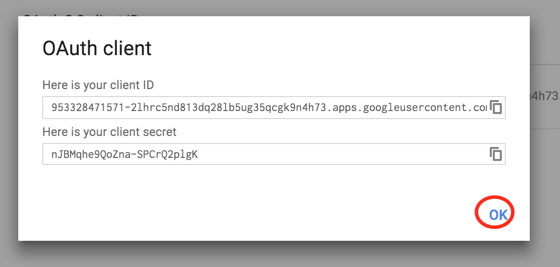 OAuth client
Here is your client ID
953328471571-2lhrc5nd813dq28lb5ug35qcgk9n4h73.apps.googleusercontent.co
n4h73
Here is your client secret
nJBMqhe9QoZna-SPCrQ2plgK
OK